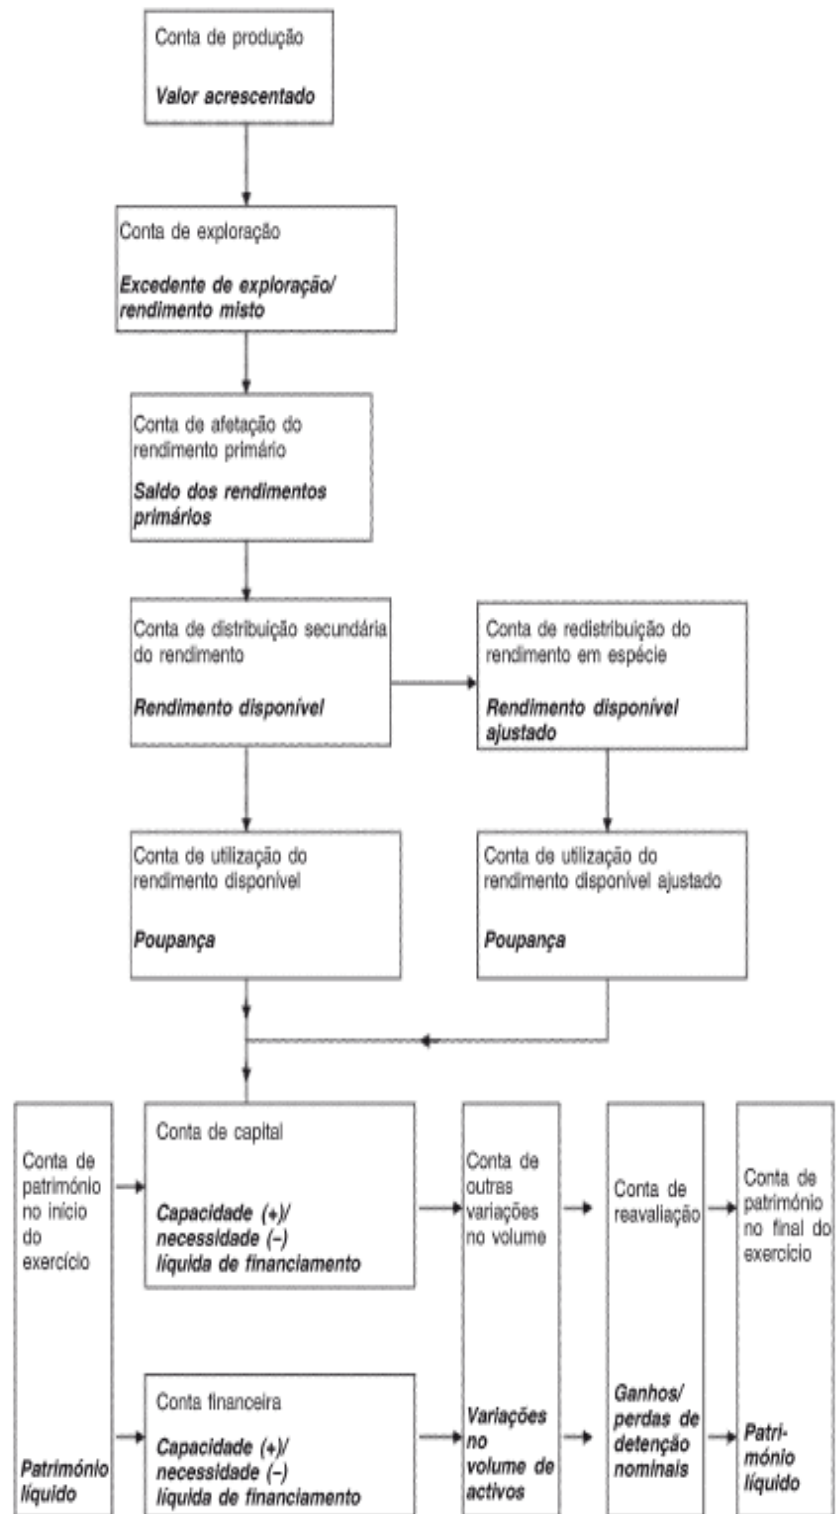 Conta de produção
Valor acrescentado
Conta de exploração
Excedente de exploração/
rendimento misto
Conta de afetação do
rendimento primário
Saldo dos rendimentos
primários
Conta de distribuição secundária
do rendimento
Rendimento disponível
Conta de redistribuição do
rendimento em espécie
Rendimento disponível
ajustado
Conta de utilização do
rendimento disponível
Poupança
Conta de utilização do
rendimento disponível ajustado
Poupança
Conta de
património
no início
do
exercício
Património
líquido
Conta de capital
Capacidade (+)/
necessidade (–)
líquida de financiamento
Conta financeira
Capacidade (+)/
necessidade (–)
líquida de financiamento
Conta de
outras
variações
no volume
Variações
no
volume de
activos
Conta de
reavaliação
Ganhos/
perdas de
detenção
nominais
Conta de
património
no final do
exercício
Patri-
mónio
líquido